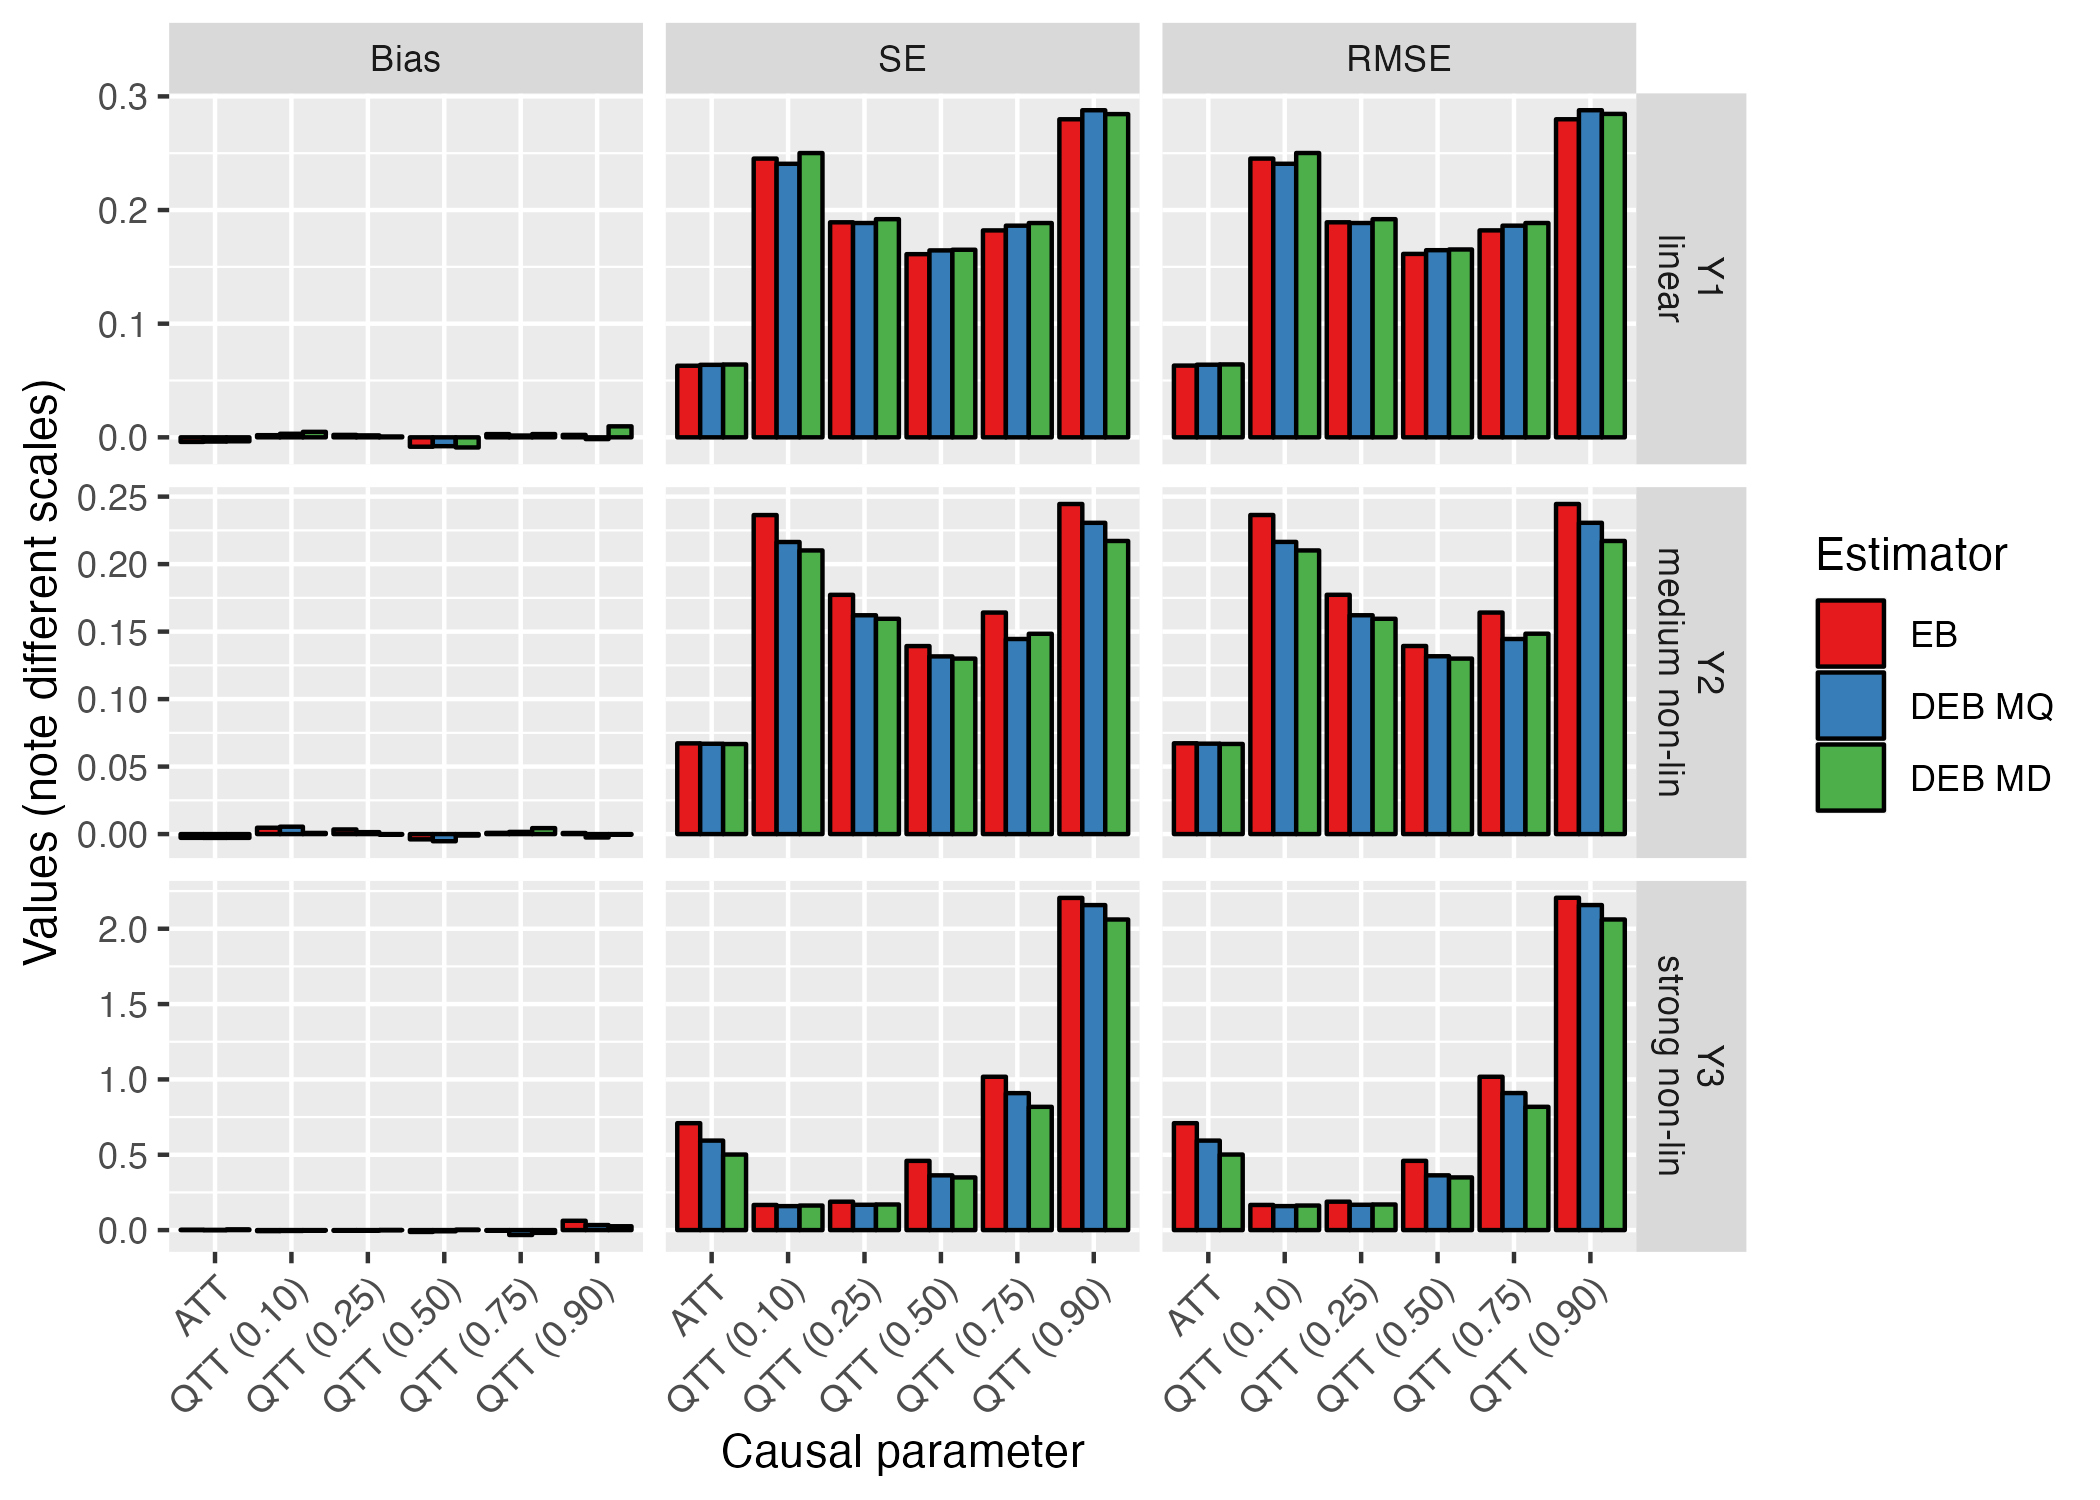 Bias
SE
RMSE
0.3
0.2
0.1
0.0
Y1
linear
0.25
0.20
0.15
0.10
0.05
0.00
Y2
medium non-lin
2.0
1.5
1.0
0.5
0.0
Y3
strong non-lin
Values (note different scales)
ATT
QTT (0.10)
QTT (0.25)
QTT (0.50)
QTT (0.75)
QTT (0.90)
ATT
QTT (0.10)
QTT (0.25)
QTT (0.50)
QTT (0.75)
QTT (0.90)
ATT
QTT (0.10)
QTT (0.25)
QTT (0.50)
QTT (0.75)
QTT (0.90)
Causal parameter
Estimator
EB
DEB MQ
DEB MD